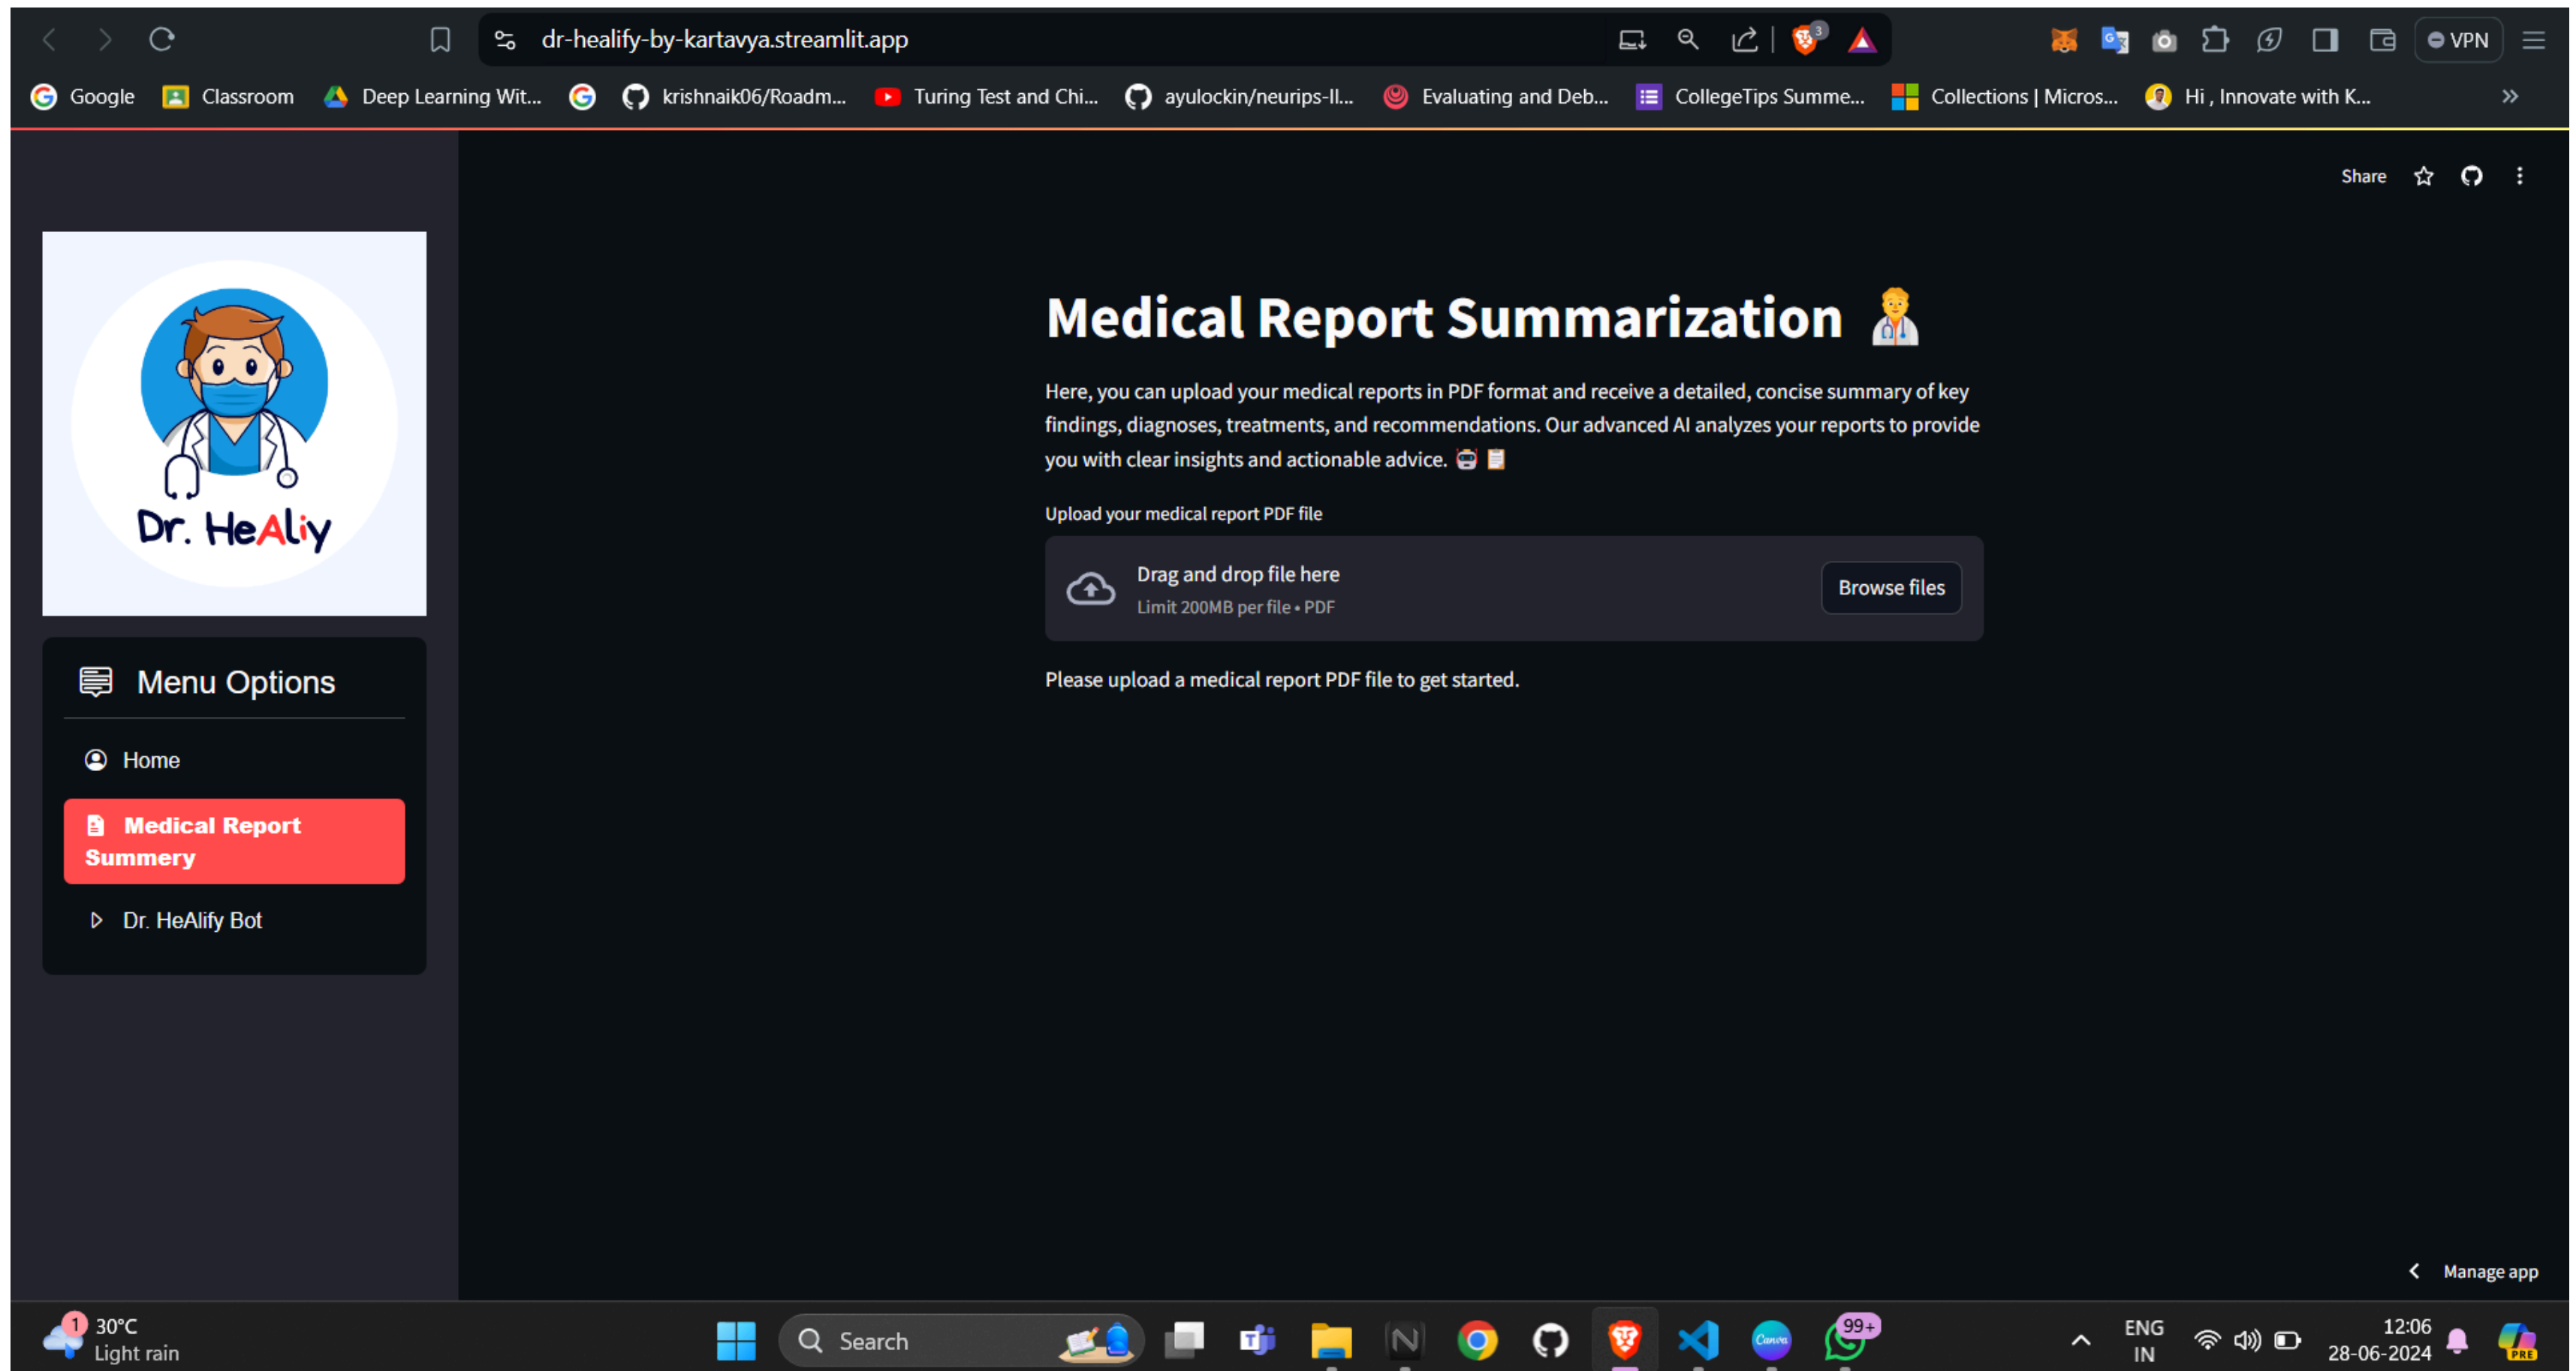 dr-healify-by-kartavya.streamlit.app
3
VPN
Google
Classroom
Deep Learning Wit...
krishnaik06/Roadm...
Turing Test and Chi...
ayulockin/neurips-ll...
Evaluating and Deb...
CollegeTips Summe...
Collections | Micros...
Hi , Innovate with K...
Share
Dr. HeAliy
Menu Options
Home
Medical Report
Summery
Dr. HeAlify Bot
Medical Report Summarization
Here, you can upload your medical reports in PDF format and receive a detailed, concise summary of key
findings, diagnoses, treatments, and recommendations. Our advanced AI analyzes your reports to provide
you with clear insights and actionable advice.
Upload your medical report PDF file
Drag and drop file here
Limit 200MB per file • PDF
Browse files
Please upload a medical report PDF file to get started.
Manage app
1
30°C
Light rain
Search
Canva
99+
ENG
IN
12:06
28-06-2024
PRE